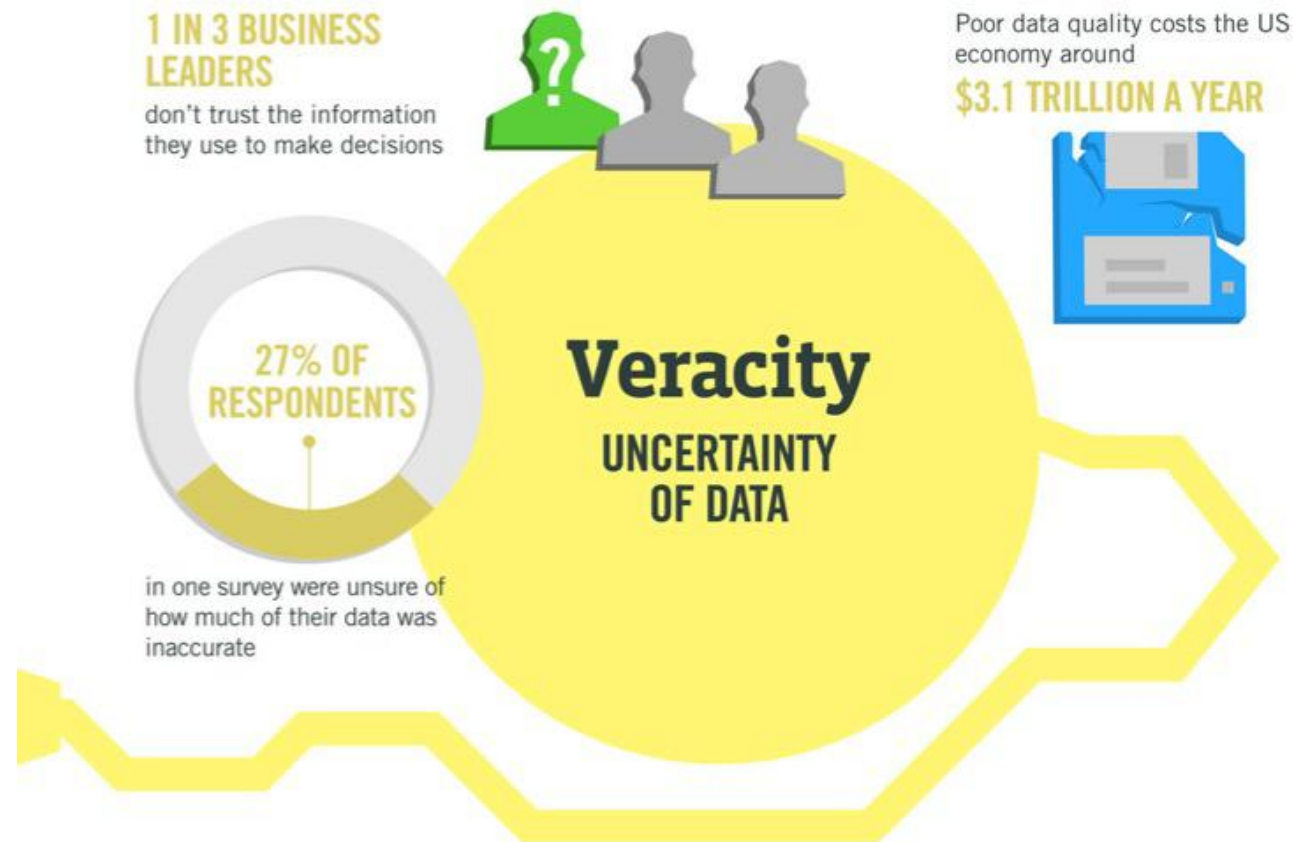 1 IN 3 BUSINESS
LEADERS
don't trust the information
they use to make decisions
?
Poor data quality costs the US
economy around
$3.1 TRILLION A YEAR
27% OF
RESPONDENTS
in one survey were unsure of
how much of their data was
inaccurate
Veracity
UNCERTAINTY
OF DATA